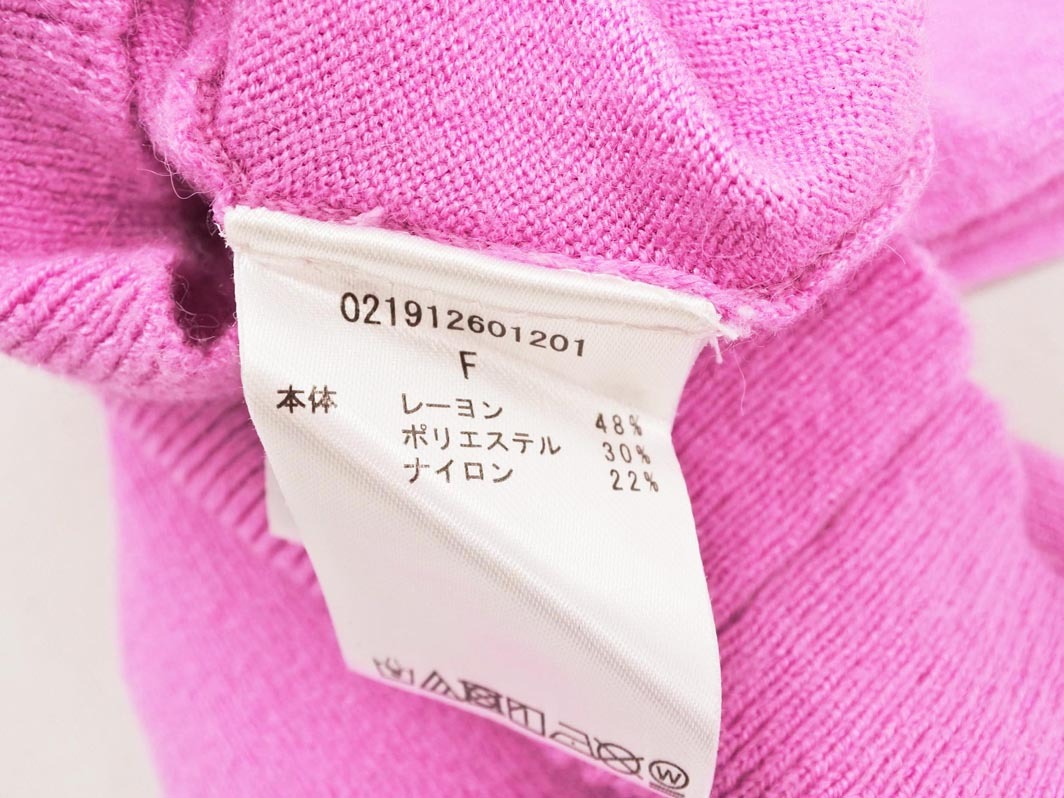 021912601201
F
本体 レーヨン 48%
ポリエステル 30%
ナイロン 22%
W